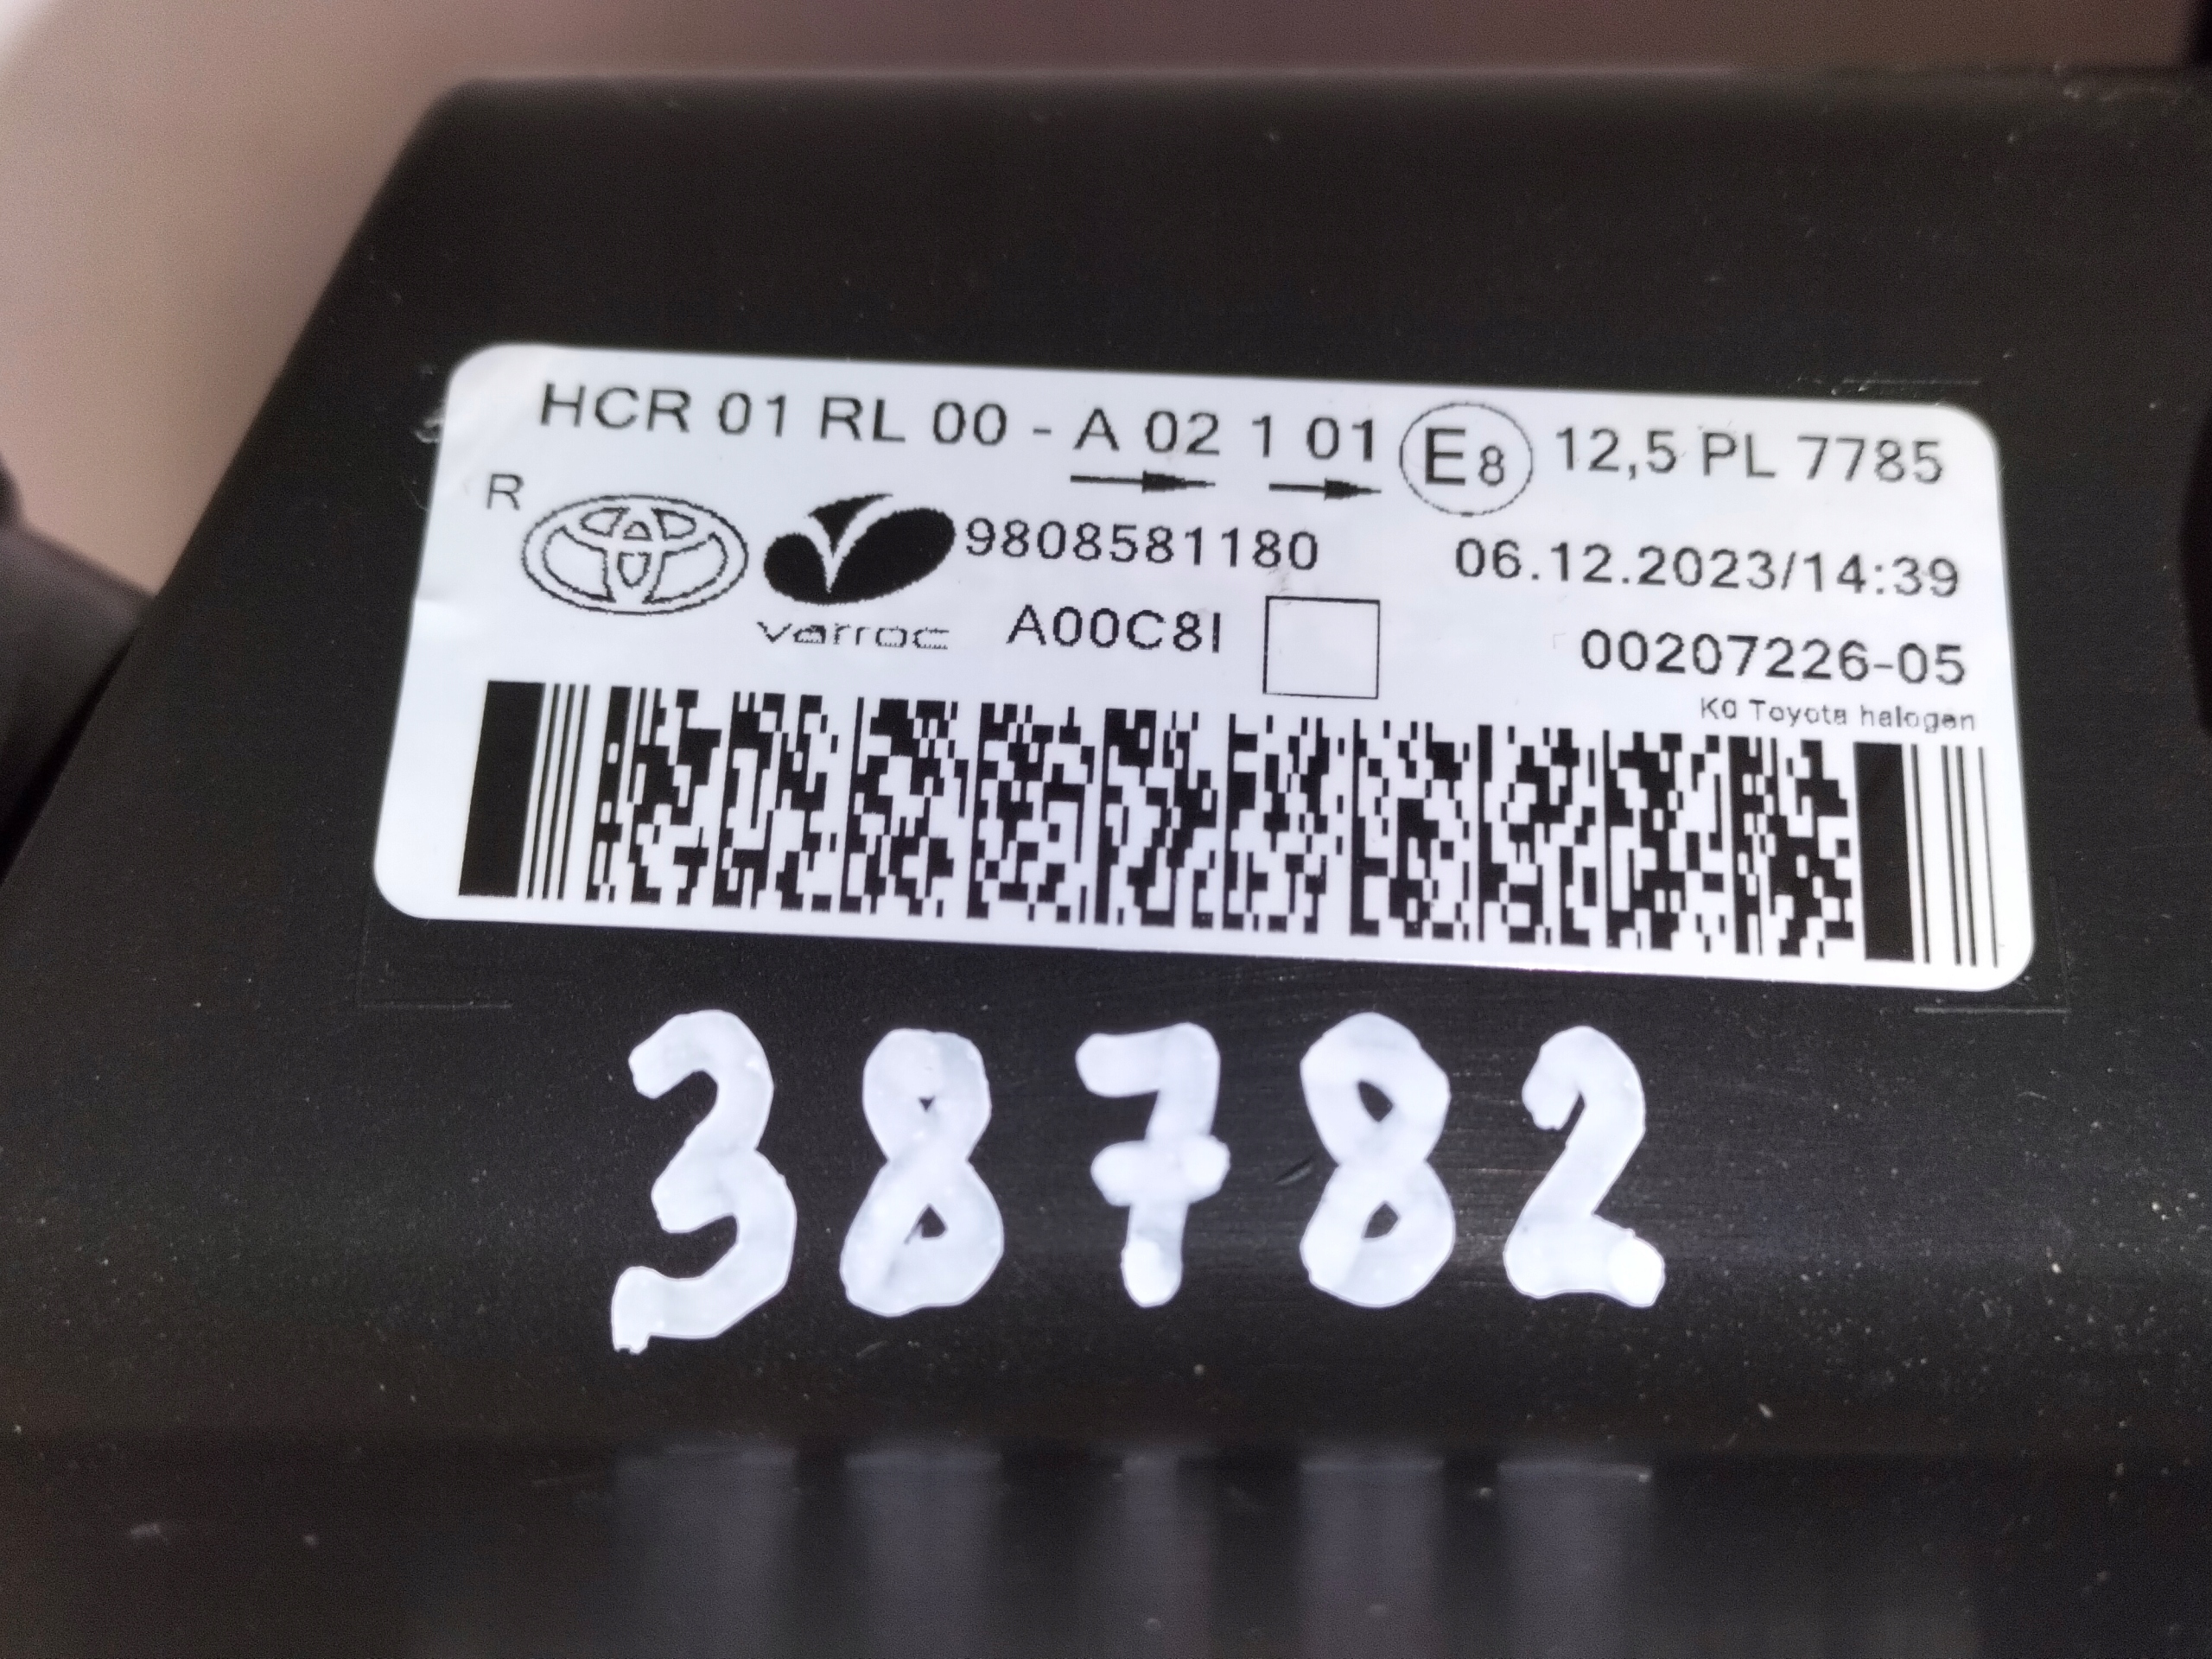 HCR 01 RL 00 - A 02 1 01 E8 12,5 PL 7785
R
9808581180 06.12.2023/14:39
varroc A00C8I 00207226-05
K0 Toyota halogen
38782